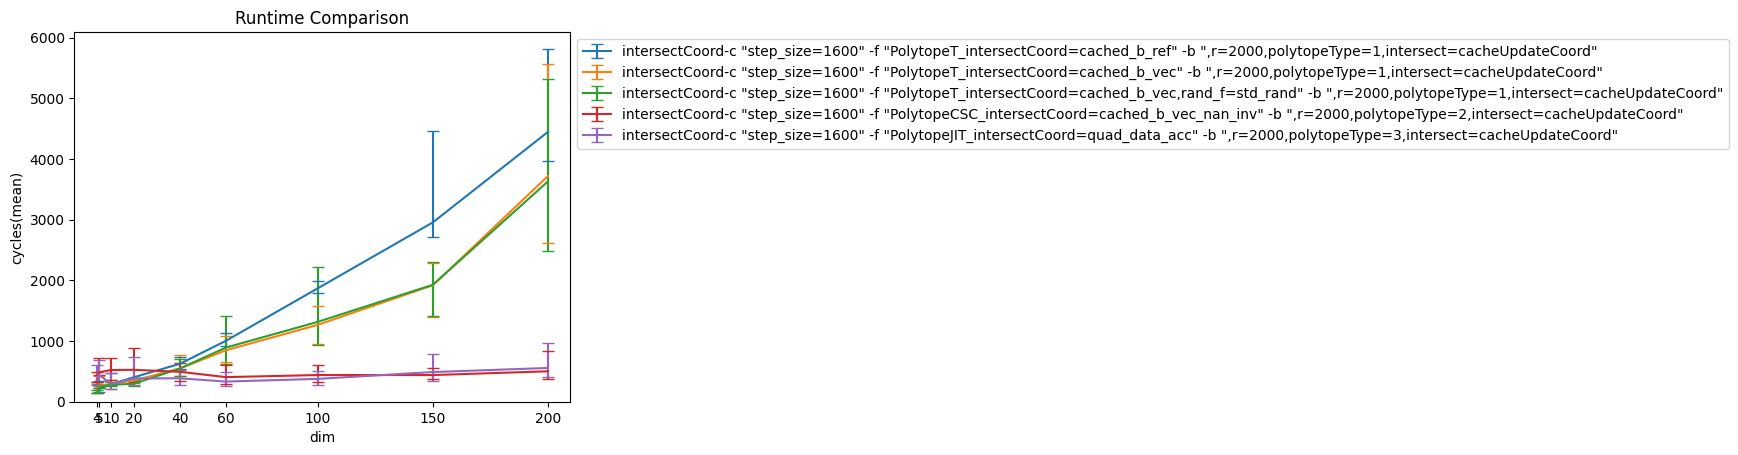 Runtime Comparison
6000
5000
4000
3000
2000
1000
0
cycles(mean)
4 5 10 20 40 60 100 150 200
dim
intersectCoord-c "step_size=1600" -f "PolytopeT_intersectCoord=cached_b_ref" -b ",r=2000,polytopeType=1,intersect=cacheUpdateCoord"
intersectCoord-c "step_size=1600" -f "PolytopeT_intersectCoord=cached_b_vec" -b ",r=2000,polytopeType=1,intersect=cacheUpdateCoord"
intersectCoord-c "step_size=1600" -f "PolytopeT_intersectCoord=cached_b_vec,rand_f=std_rand" -b ",r=2000,polytopeType=1,intersect=cacheUpdateCoord"
intersectCoord-c "step_size=1600" -f "PolytopeCSC_intersectCoord=cached_b_vec_nan_inv" -b ",r=2000,polytopeType=2,intersect=cacheUpdateCoord"
intersectCoord-c "step_size=1600" -f "PolytopeJIT_intersectCoord=quad_data_acc" -b ",r=2000,polytopeType=3,intersect=cacheUpdateCoord"